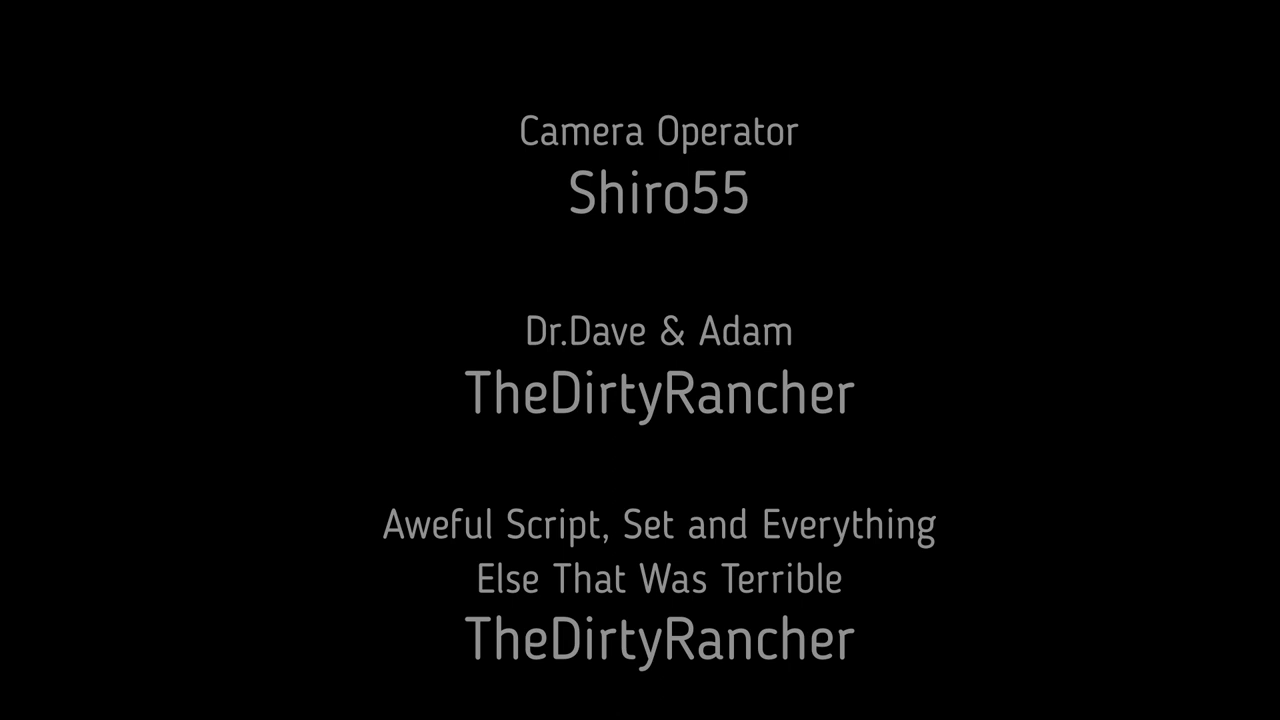 Camera Operator
Shiro55
Dr.Dave & Adam
TheDirtyRancher
Aweful Script, Set and Everything
Else That Was Terrible
TheDirtyRancher